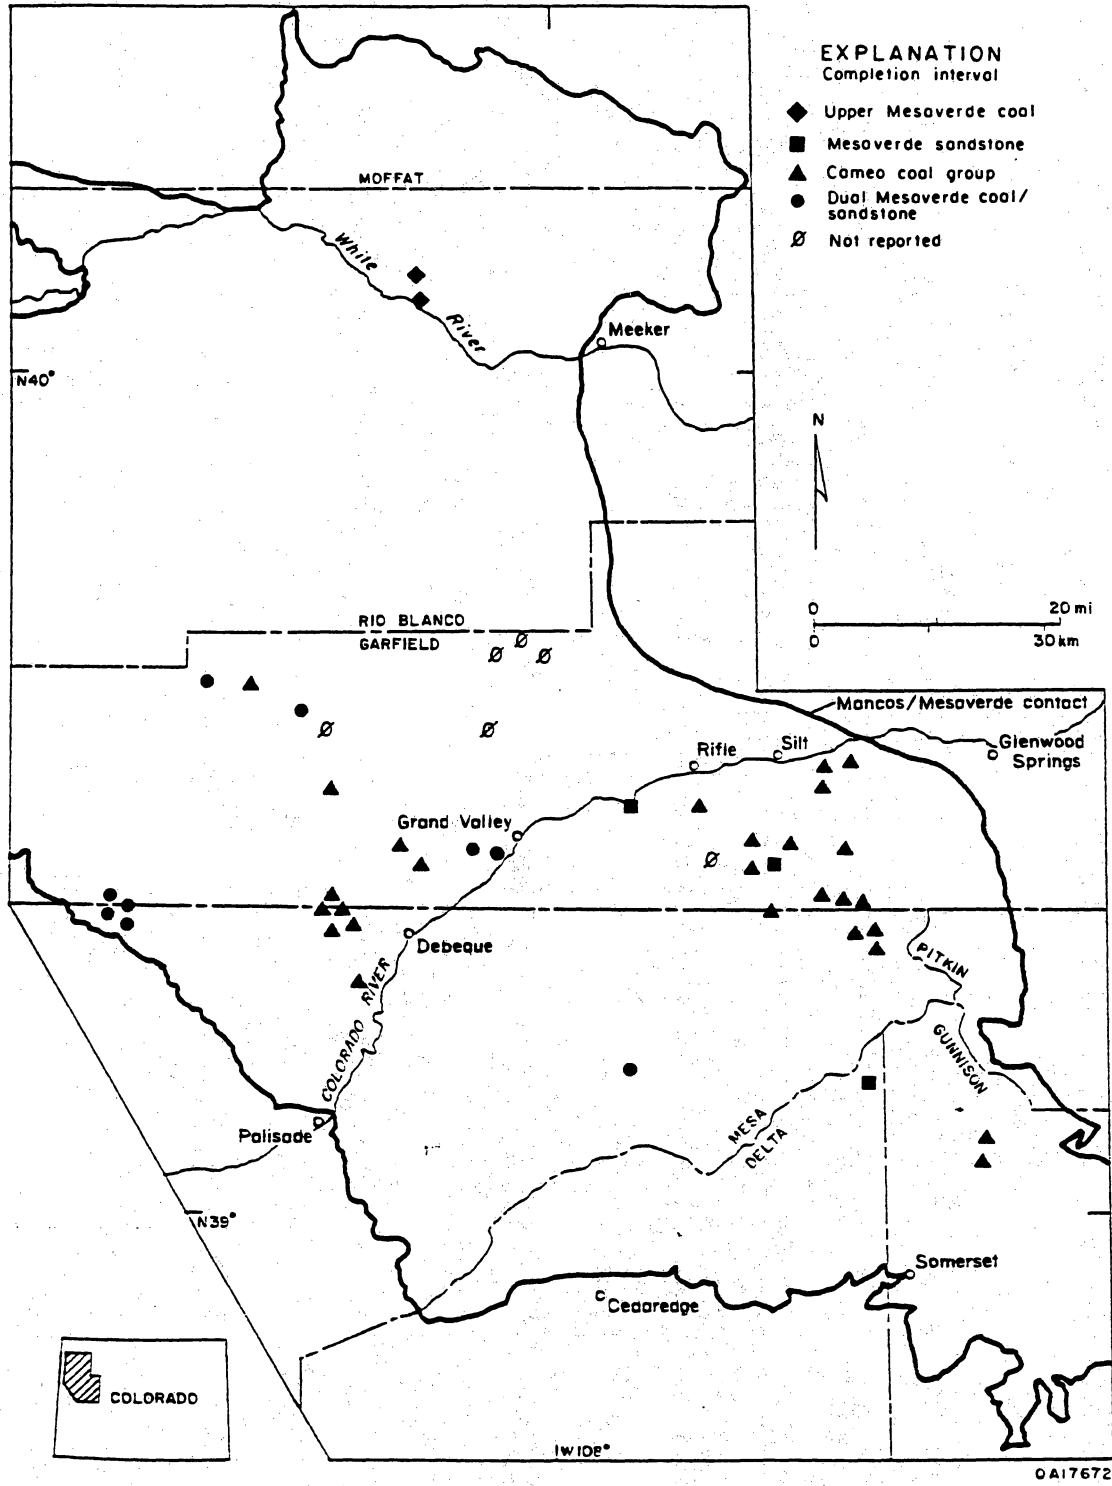 EXPLANATION
Completion interval
Upper Mesaverde coal
Mesaverde sandstone
Cameo coal group
Dual Mesaverde coal/
sandstone
Not reported
MOFFAT
White
River
Meeker
N40°
N
0
20 mi
0
30 km
RIO BLANCO
GARFIELD
Mancos/Mesaverde contact
Rifle
Silt
Glenwood
Springs
Grand Valley
Debeque
PITKIN
COLORADO RIVER
GUNNISON
Palisade
MESA
DELTA
N39°
Somerset
Cedaredge
COLORADO
W108°
QA17672